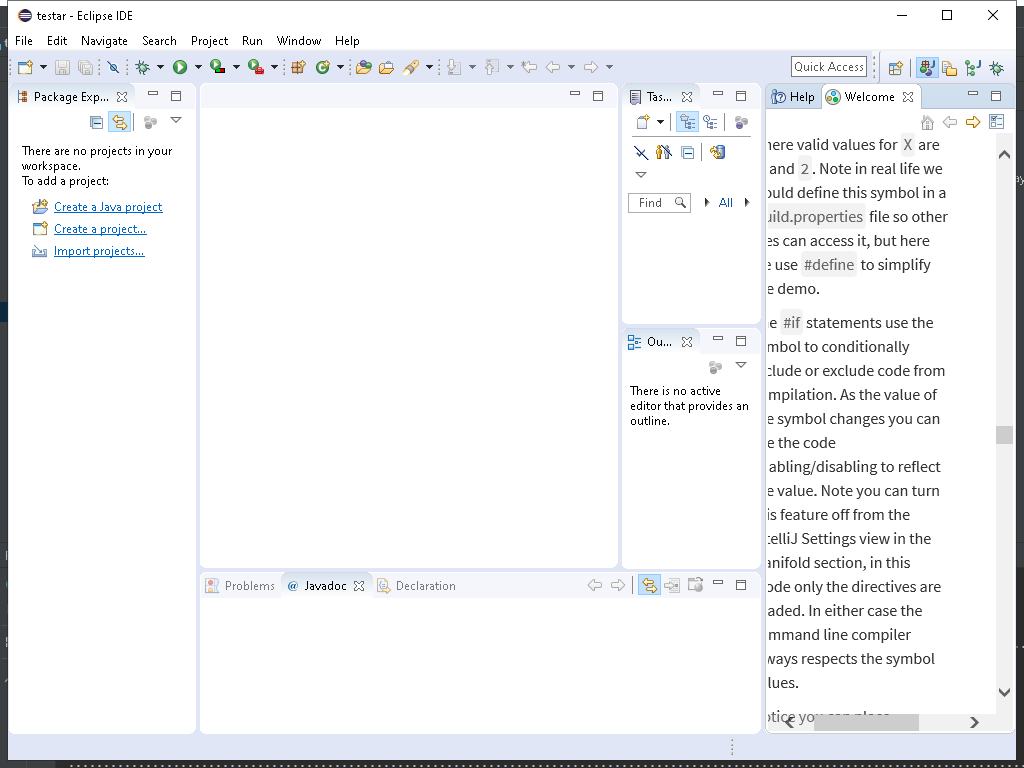 testar - Eclipse IDE
File Edit Navigate Search Project Run Window Help
Quick Access
Package Exp...
There are no projects in your
workspace.
To add a project:
Create a Java project
Create a project...
Import projects...
Tas...
Find
All
Ou...
There is no active
editor that provides an
outline.
Problems @ Javadoc Declaration
Help Welcome
here valid values for X are
and 2. Note in real life we
ould define this symbol in a
uild.properties file so other
es can access it, but here
e use #define to simplify
e demo.
e #if statements use the
mbol to conditionally
clude or exclude code from
mpilation. As the value of
e symbol changes you can
e the code
abling/disabling to reflect
e value. Note you can turn
is feature off from the
telliJ Settings view in the
anifold section, in this
ode only the directives are
aded. In either case the
mmand line compiler
ways respects the symbol
lues.
otice you can place